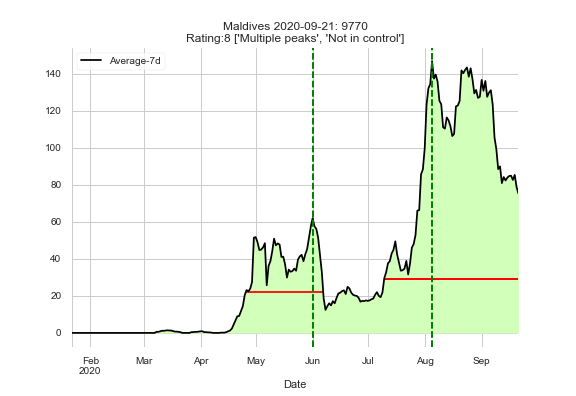 Maldives 2020-09-21: 9770
Rating:8 ['Multiple peaks', 'Not in control']
Average-7d
140
120
100
80
60
40
20
0
Feb Mar Apr May Jun Jul Aug Sep
2020
Date